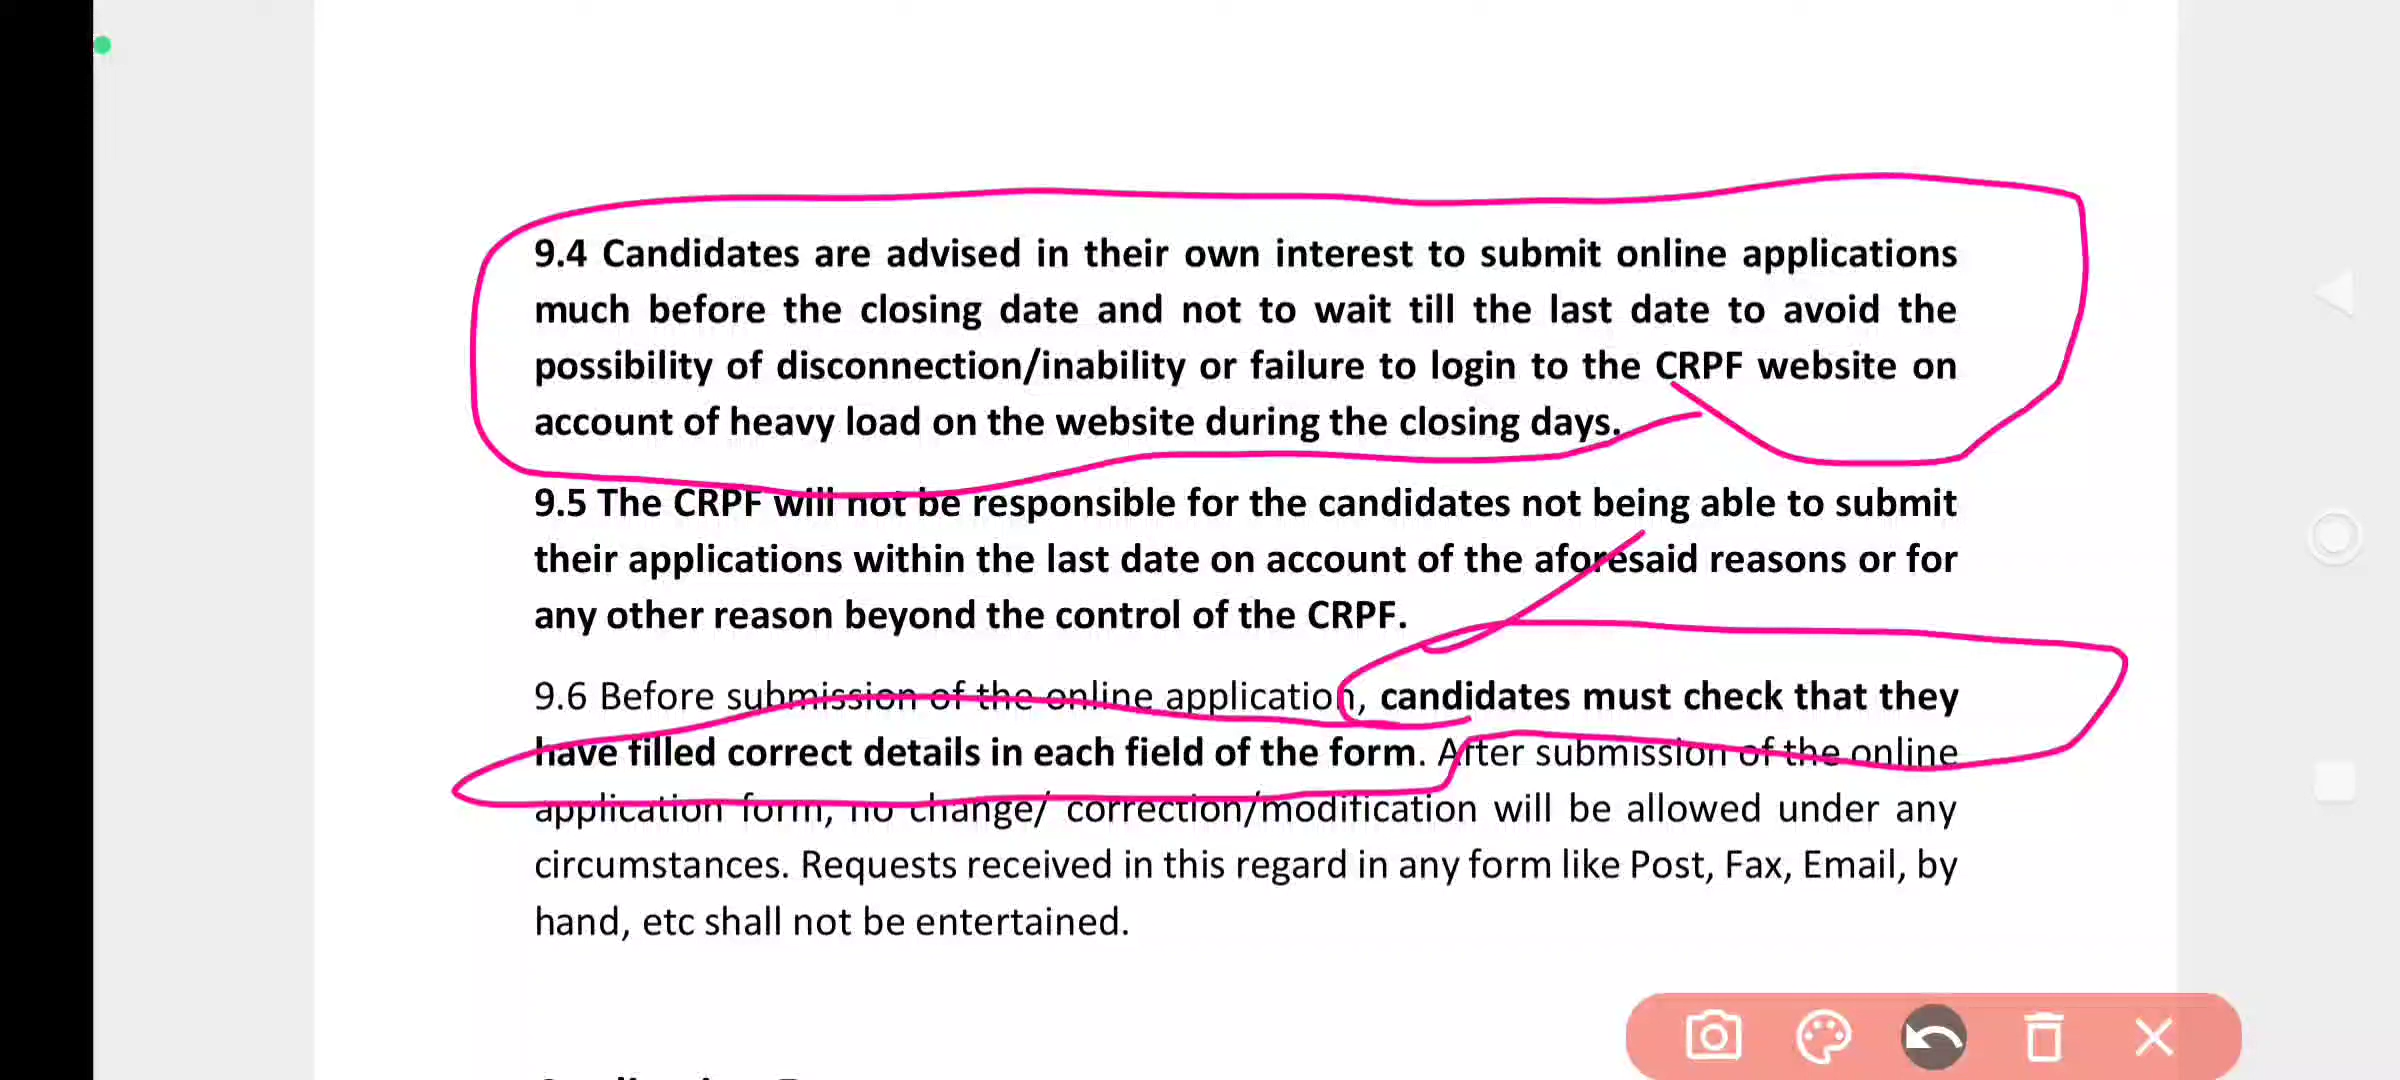 9.4 Candidates are advised in their own interest to submit online applications
much before the closing date and not to wait till the last date to avoid the
possibility of disconnection/inability or failure to login to the CRPF website on
account of heavy load on the website during the closing days.
9.5 The CRPF will not be responsible for the candidates not being able to submit
their applications within the last date on account of the aforesaid reasons or for
any other reason beyond the control of the CRPF.
9.6 Before submission of the online application, candidates must check that they
have filled correct details in each field of the form. After submission of the online
application form, no change/ correction/modification will be allowed under any
circumstances. Requests received in this regard in any form like Post, Fax, Email, by
hand, etc shall not be entertained.